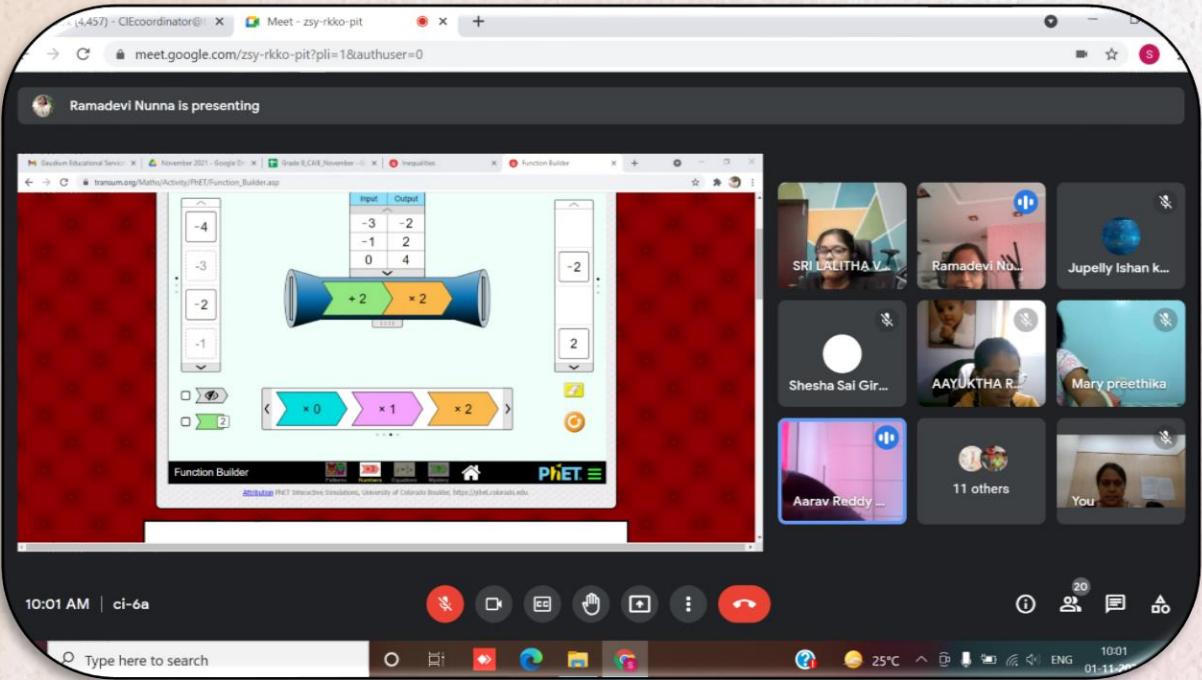 (4,457) - CIEcoordinator@
Meet - zsy-rkko-pit
meet.google.com/zsy-rkko-pit?pli=1&authuser=0
S
Ramadevi Nunna is presenting
Gaudium Educational Servic
November 2021 - Google Dr
Grade 8_CAIE_November - G
Inequalities
Function Builder
transum.org/Maths/Activity/PhET/Function_Builder.asp
Input Output
-3 -2
-1 2
0 4
-4
-3
-2
-1
+ 2 × 2
-2
2
2
× 0 × 1 × 2
Function Builder
Patterns Numbers Equations Mystery
PhET
Attribution PhET Interactive Simulations, University of Colorado Boulder, https://phet.colorado.edu
SRI LALITHA V...
Ramadevi Nu...
Jupelly Ishan k...
Shesha Sai Gir...
AAYUKTHA R...
Mary preethika
Aarav Reddy ...
11 others
You
10:01 AM | ci-6a
20
Type here to search
25°C
ENG
10:01
01-11-20